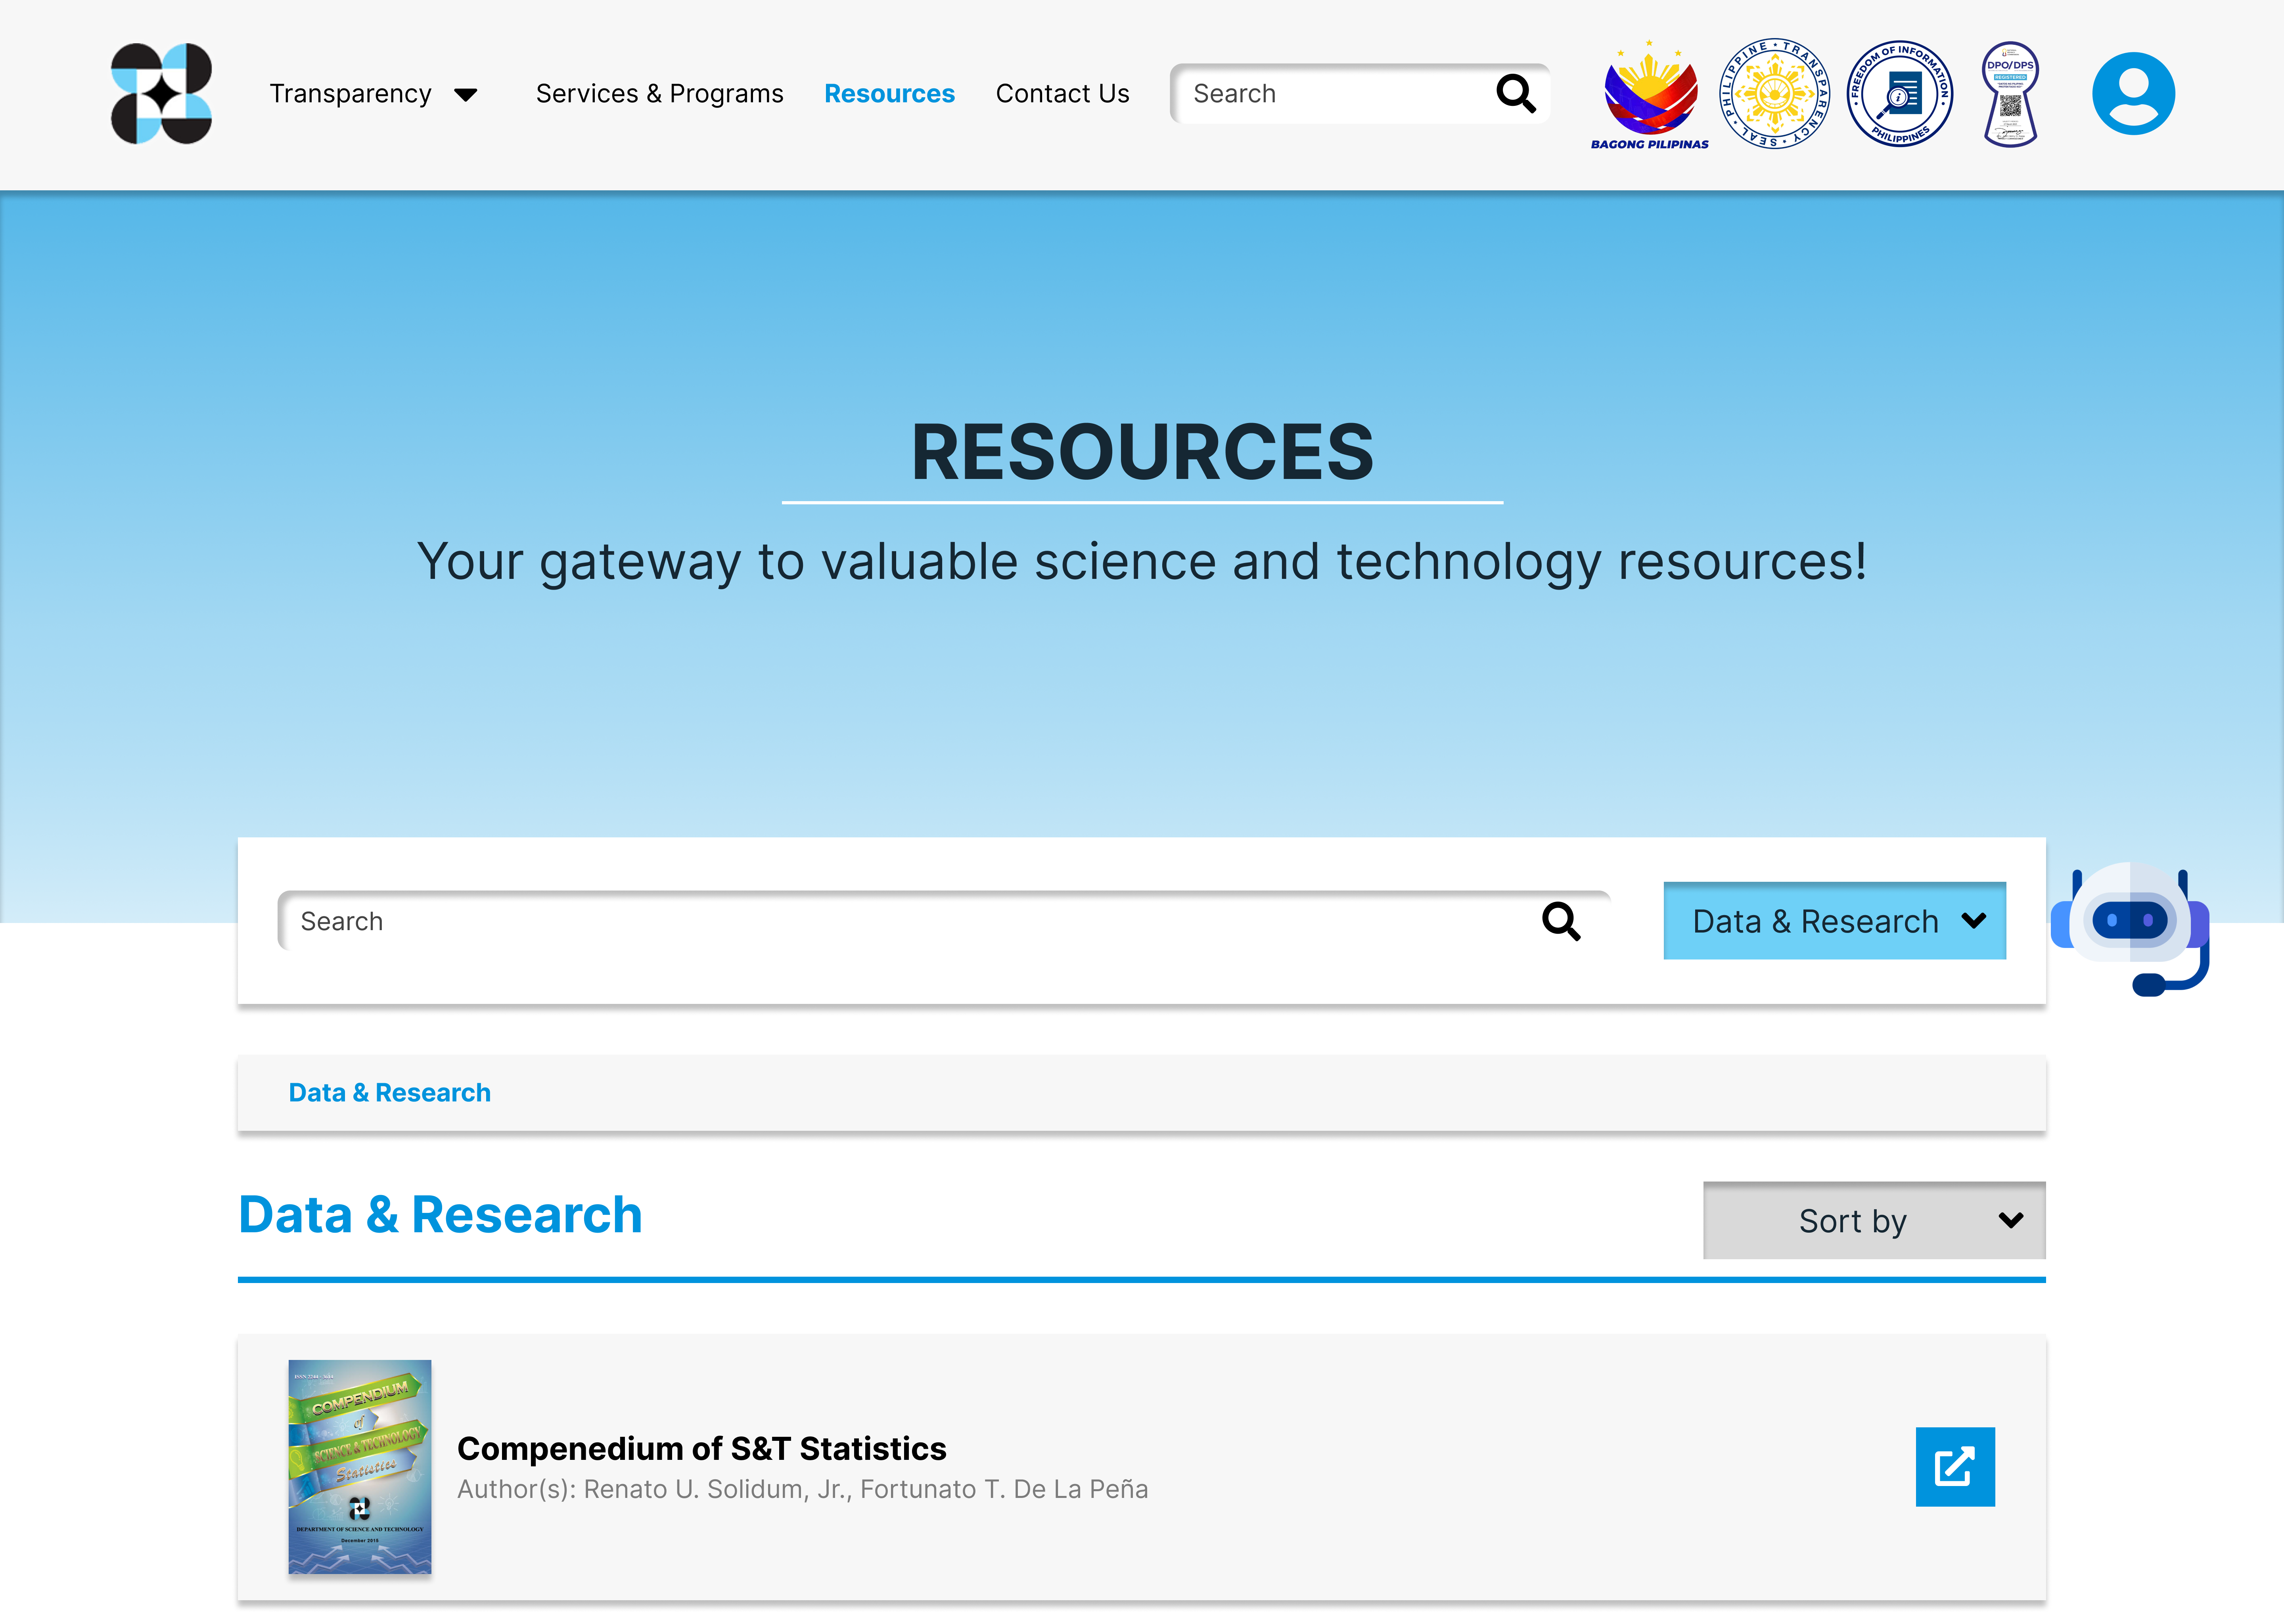 Transparency
Services & Programs
Resources
Contact Us
Search
BAGONG PILIPINAS
PHILIPPINE • TRANSPARENCY • SEAL •
• FREEDOM OF INFORMATION •
PHILIPPINES
DPO/DPS
REGISTERED
RESOURCES
Your gateway to valuable science and technology resources!
Search
Data & Research
Data & Research
Data & Research
Sort by
COMPENDIUM
of
SCIENCE & TECHNOLOGY
Statistics
DEPARTMENT OF SCIENCE AND TECHNOLOGY
December 2018
Compenedium of S&T Statistics
Author(s): Renato U. Solidum, Jr., Fortunato T. De La Peña